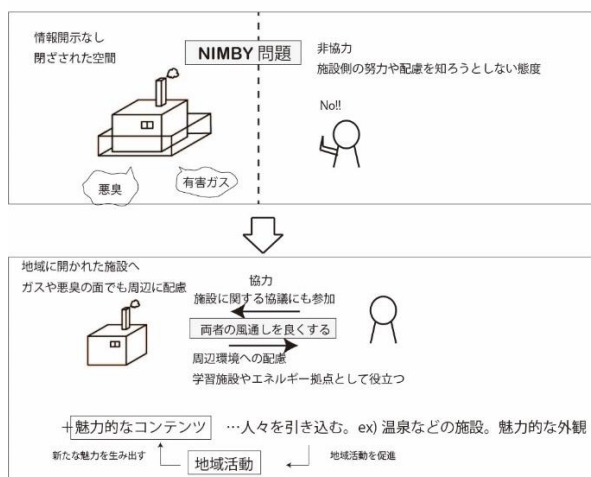 情報開示なし
閉ざされた空間
NIMBY 問題
非協力
施設側の努力や配慮を知ろうとしない態度
No!!
悪臭
有害ガス
地域に開かれた施設へ
ガスや悪臭の面でも周辺に配慮
協力
施設に関する協議にも参加
両者の風通しを良くする
周辺環境への配慮
学習施設やエネルギー拠点として役立つ
+魅力的なコンテンツ …人々を引き込む。ex) 温泉などの施設。魅力的な外観
新たな魅力を生み出す
地域活動
地域活動を促進